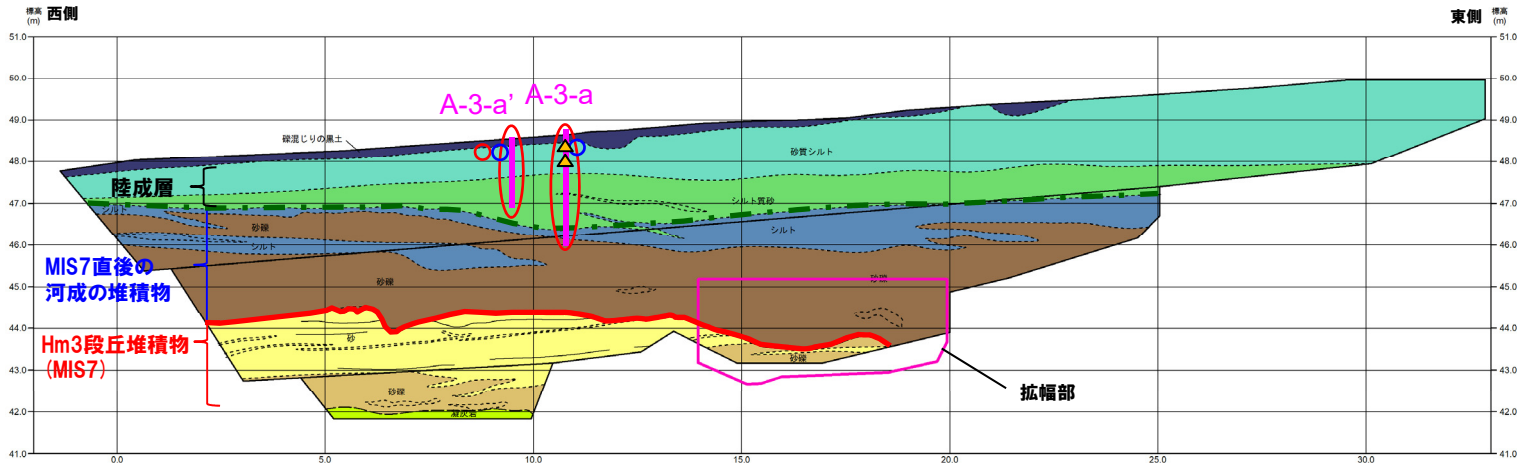 標高
(m)
西側
東側
標高
(m)
51.0
60.0
49.0
48.0
47.0
46.0
45.0
44.0
43.0
42.0
41.0
51.0
60.0
49.0
48.0
47.0
46.0
45.0
44.0
43.0
42.0
41.0
A-3-a’
A-3-a
礫混じりの黒土
砂質シルト
陸成層
シルト質砂
シルト
砂礫
シルト
シルト
MIS7直後の
河成の堆積物
砂礫
砂礫
Hm3段丘堆積物
(MIS7)
砂
砂礫
砂礫
凝灰岩
拡幅部
0.0
5.0
10.0
15.0
20.0
25.0
30.0